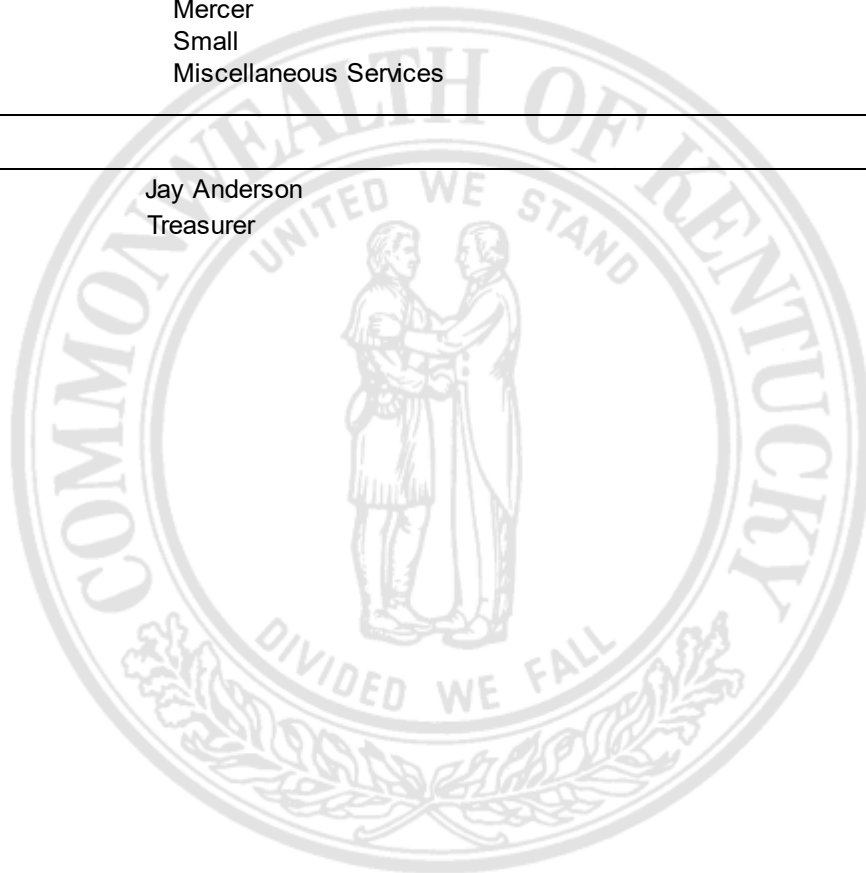 Mercer
Small
Miscellaneous Services
Jay Anderson
Treasurer
COMMONWEALTH OF KENTUCKY
UNITED WE STAND
DIVIDED WE FALL